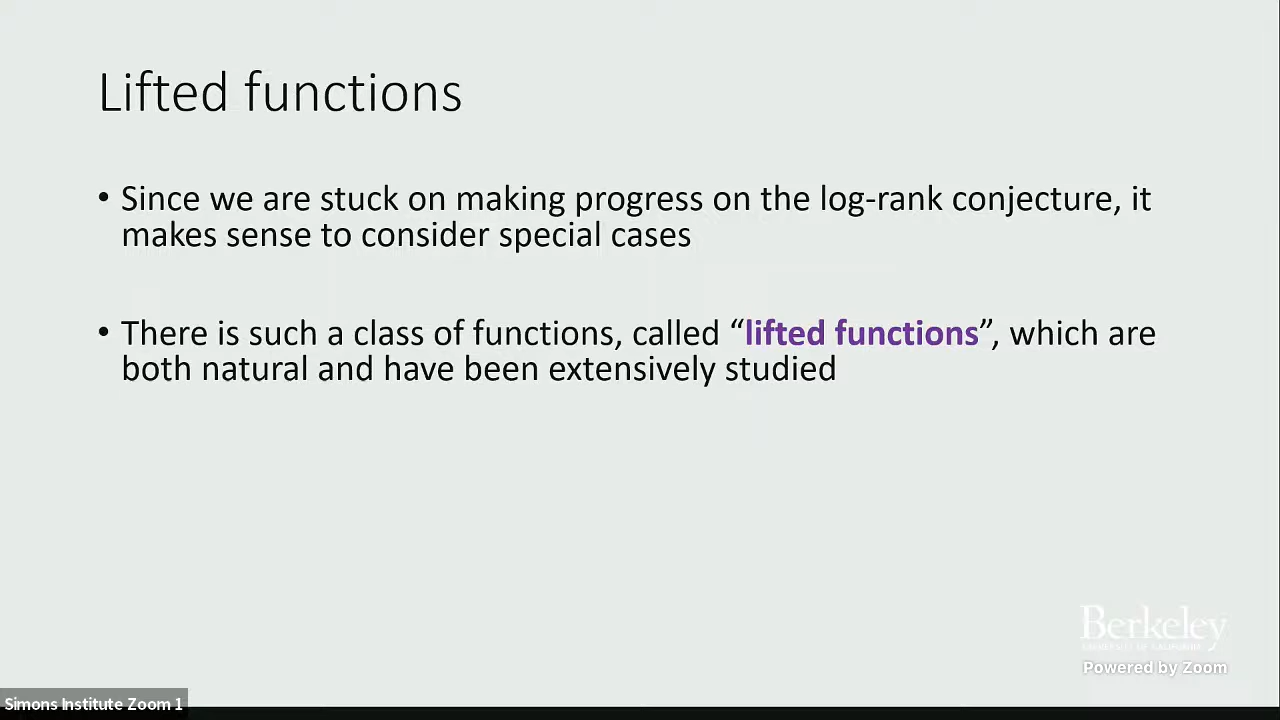 Lifted functions
• Since we are stuck on making progress on the log-rank conjecture, it
makes sense to consider special cases
• There is such a class of functions, called “lifted functions”, which are
both natural and have been extensively studied
Berkeley
UNIVERSITY OF CALIFORNIA
Powered by Zoom
Simons Institute Zoom 1